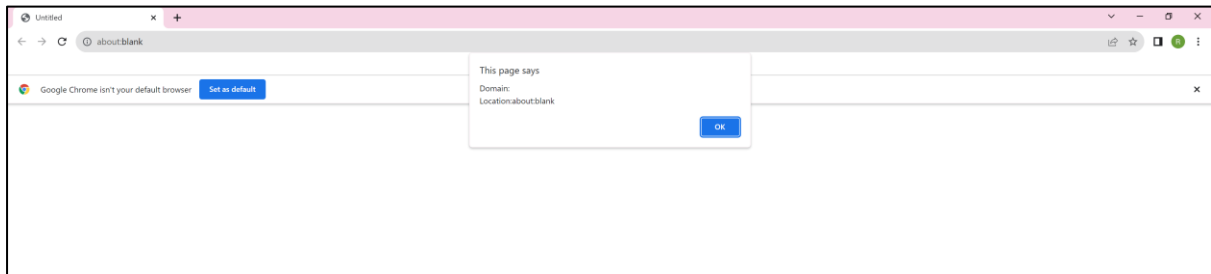 Untitled
about:blank
R
This page says
Domain:
Location:about:blank
OK
Google Chrome isn't your default browser
Set as default